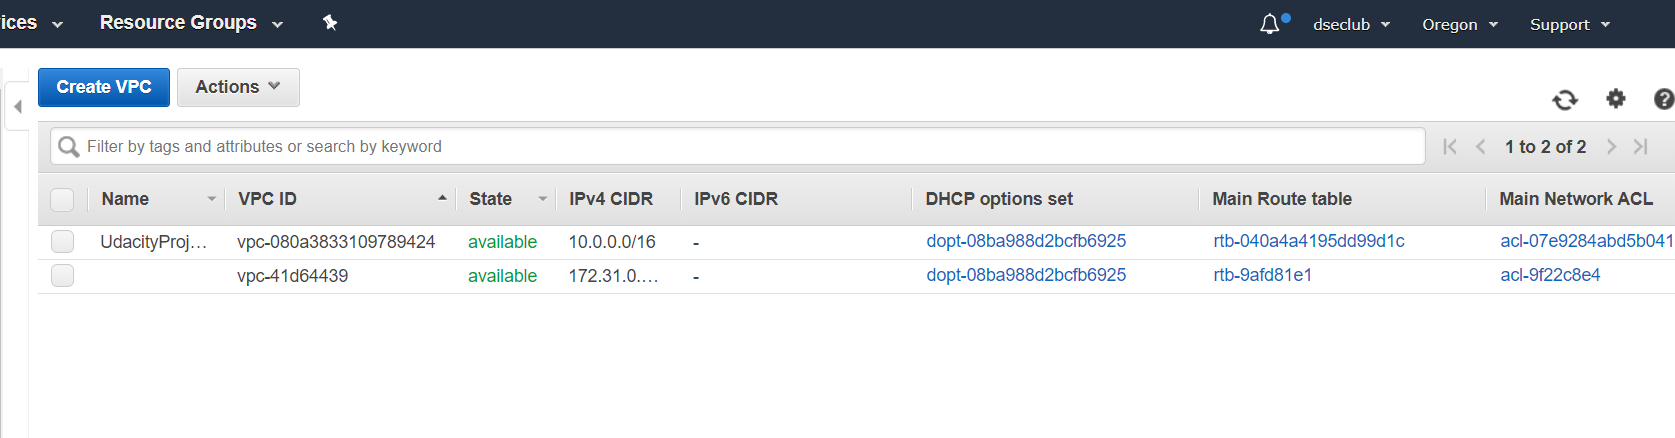 ices Resource Groups dseclub Oregon Support
Create VPC Actions
Filter by tags and attributes or search by keyword 1 to 2 of 2
Name VPC ID State IPv4 CIDR IPv6 CIDR DHCP options set Main Route table Main Network ACL
UdacityProj… vpc-080a3833109789424 available 10.0.0.0/16 - dopt-08ba988d2bcfb6925 rtb-040a4a4195dd99d1c acl-07e9284abd5b041
vpc-41d64439 available 172.31.0.… - dopt-08ba988d2bcfb6925 rtb-9afd81e1 acl-9f22c8e4